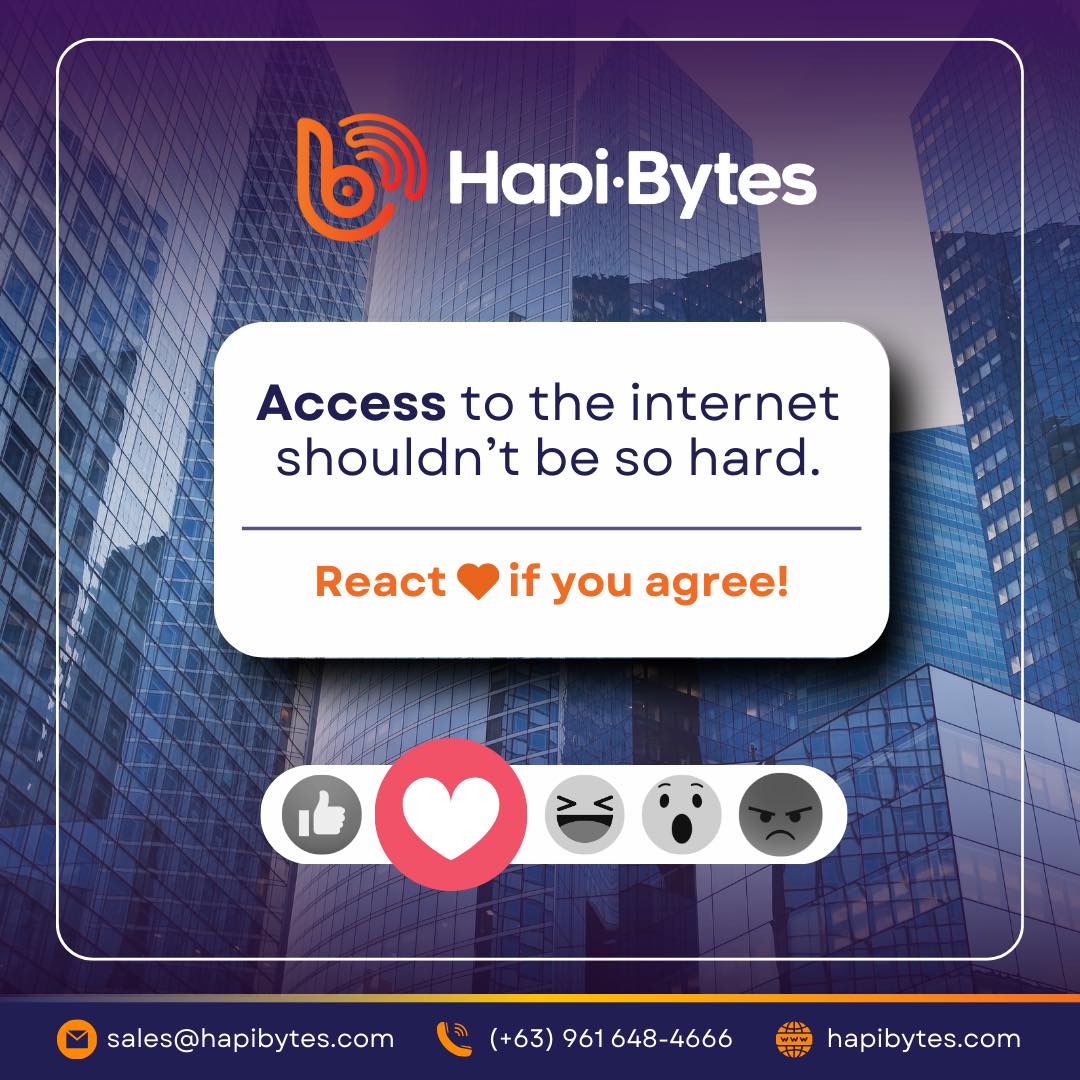 Hapi·Bytes
Access to the internet
shouldn't be so hard.
React 🧡 if you agree!
sales@hapibytes.com
(+63) 961 648-4666
www
hapibytes.com